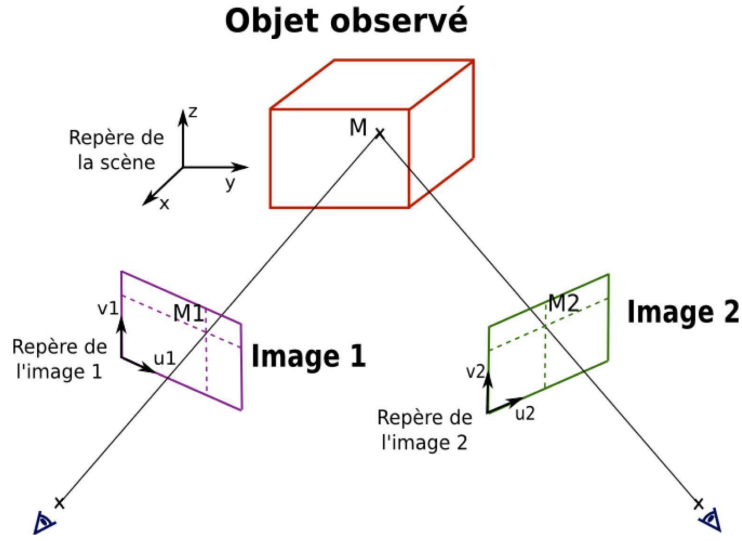 Objet observé
z
M
Repère de
la scène
y
x
v1
M1
M2
Image 2
Repère de
l'image 1
u1
Image 1
v2
u2
Repère de
l'image 2